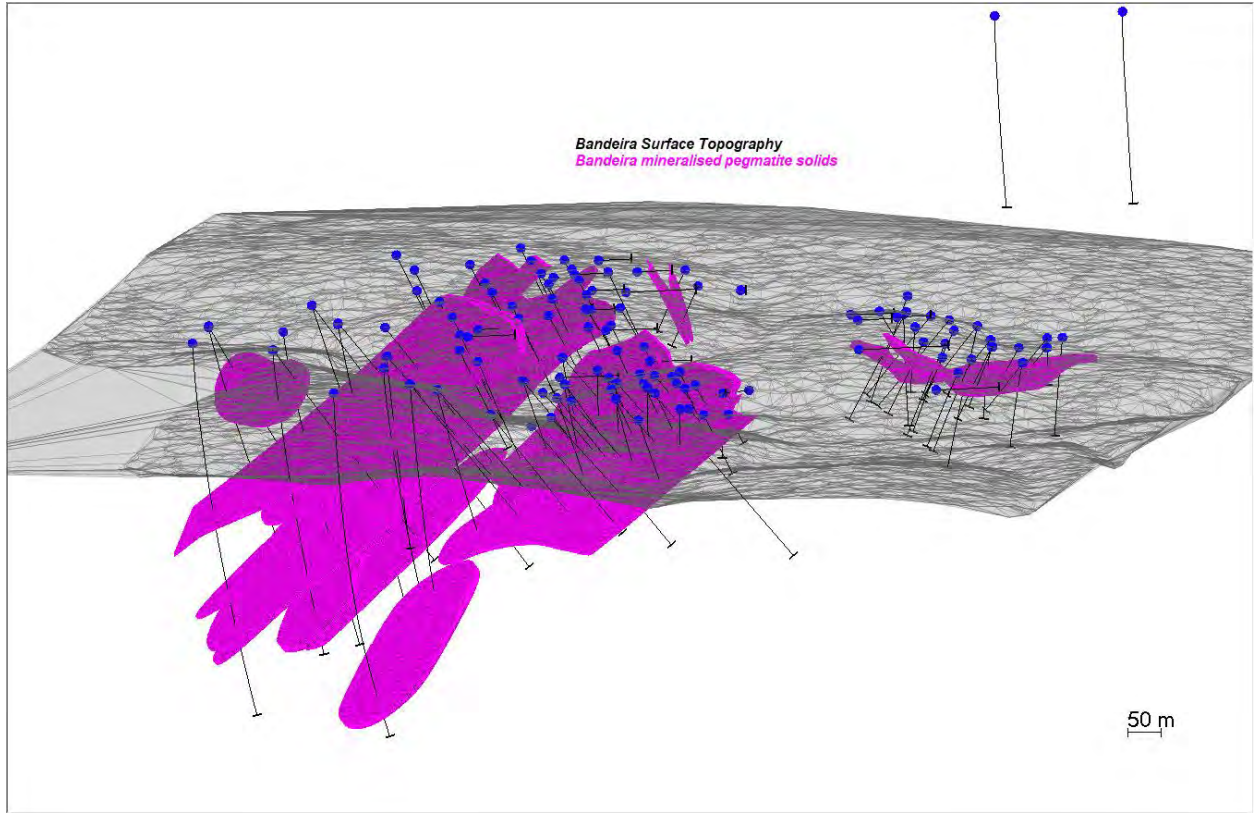 Bandeira Surface Topography
Bandeira mineralised pegmatite solids
50 m